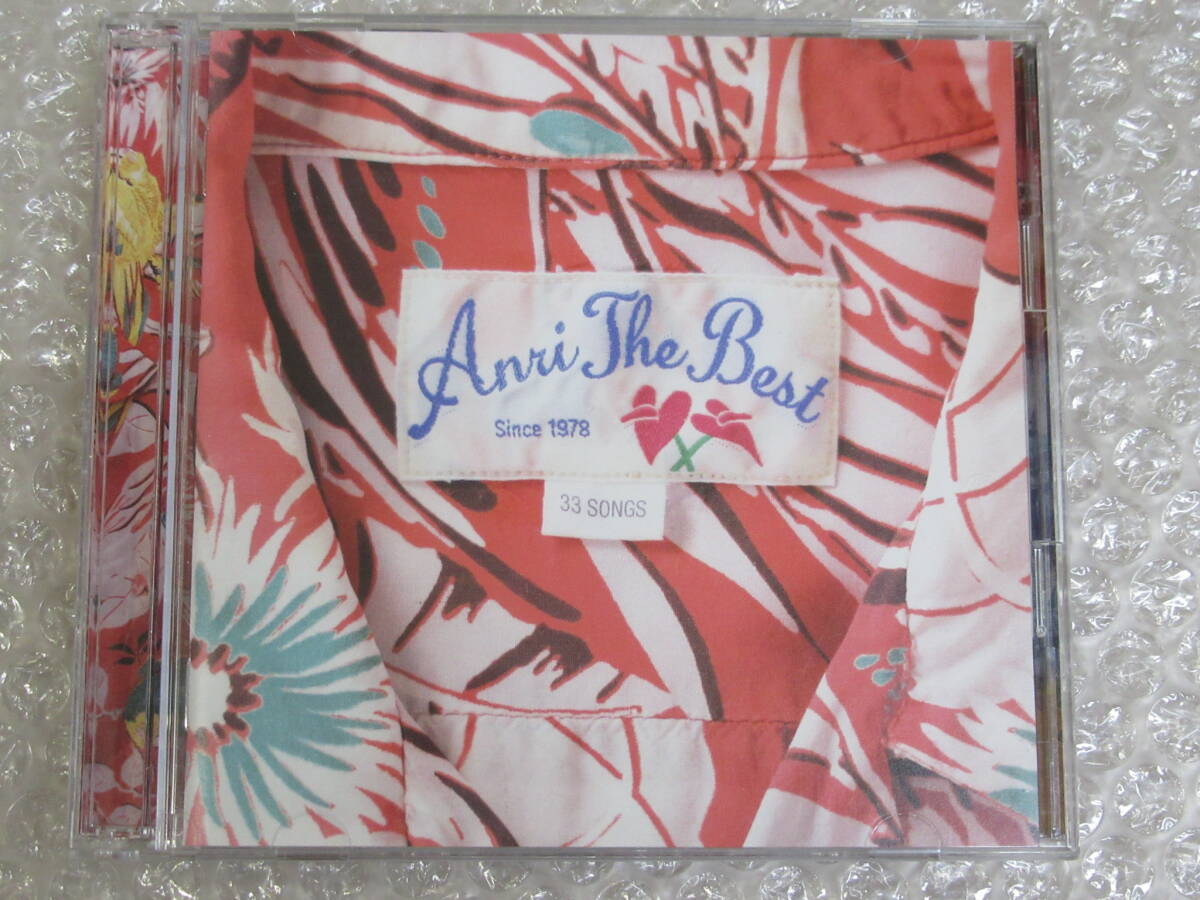 Anri The Best
Since 1978
33 SONGS